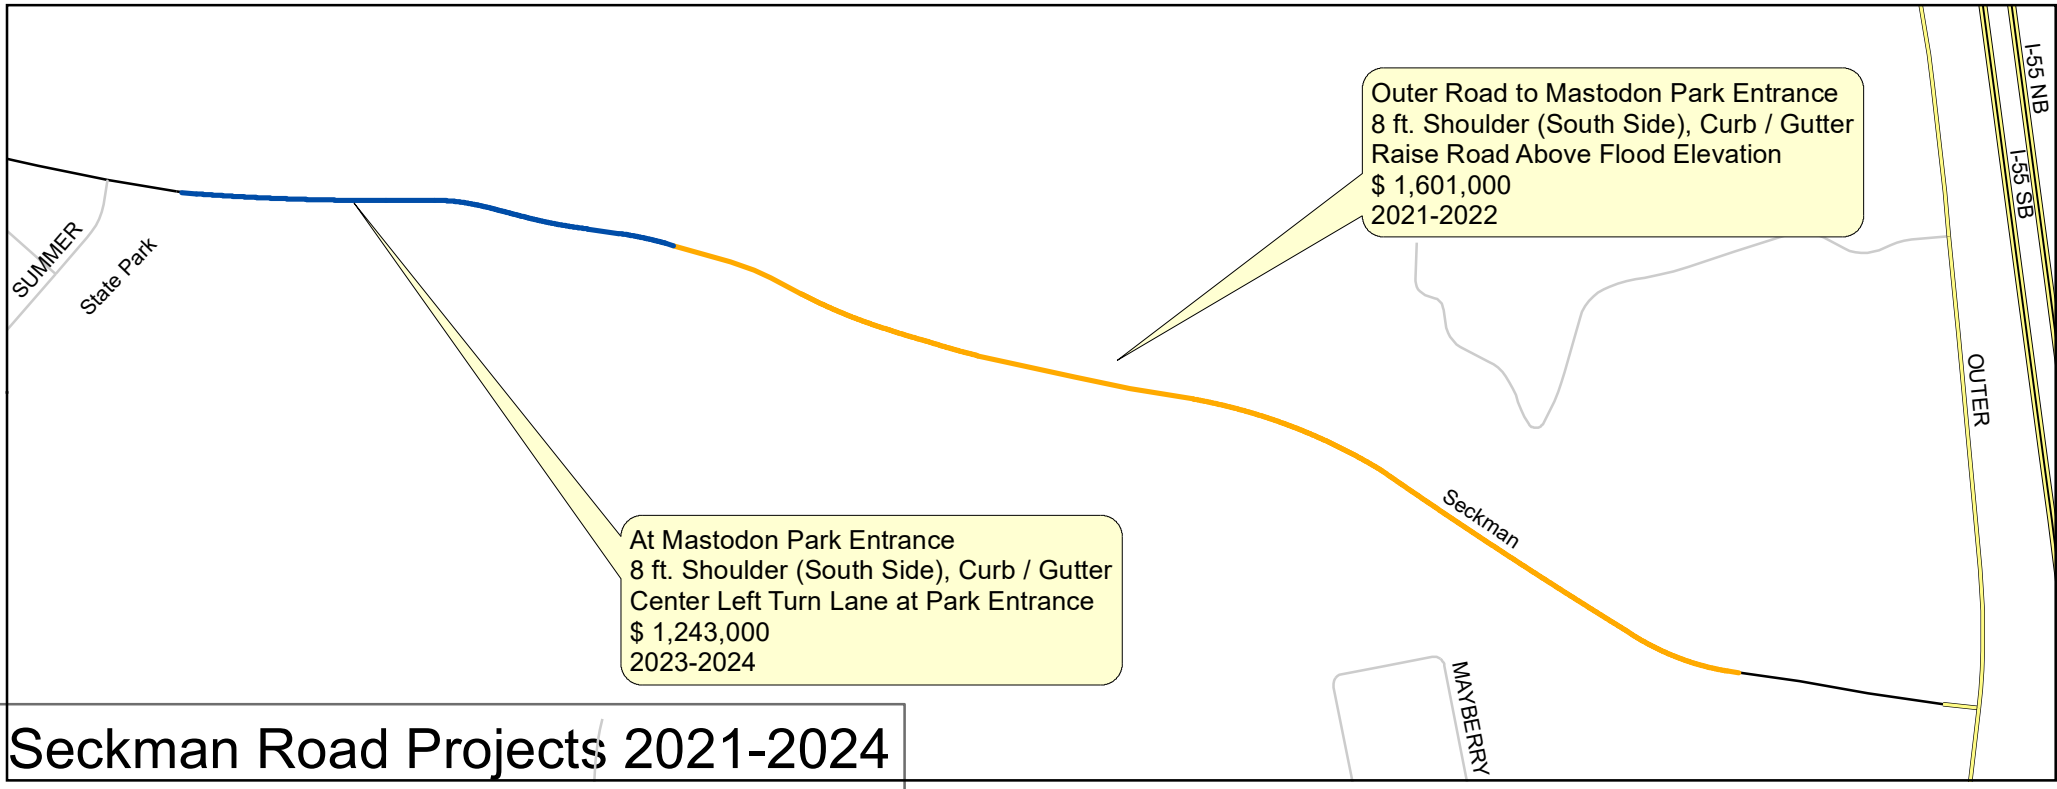 I-55 NB
Outer Road to Mastodon Park Entrance
8 ft. Shoulder (South Side), Curb / Gutter
Raise Road Above Flood Elevation
$ 1,601,000
2021-2022
I-55 SB
SUMMER
State Park
OUTER
Seckman
At Mastodon Park Entrance
8 ft. Shoulder (South Side), Curb / Gutter
Center Left Turn Lane at Park Entrance
$ 1,243,000
2023-2024
MAYBERRY
Seckman Road Projects 2021-2024